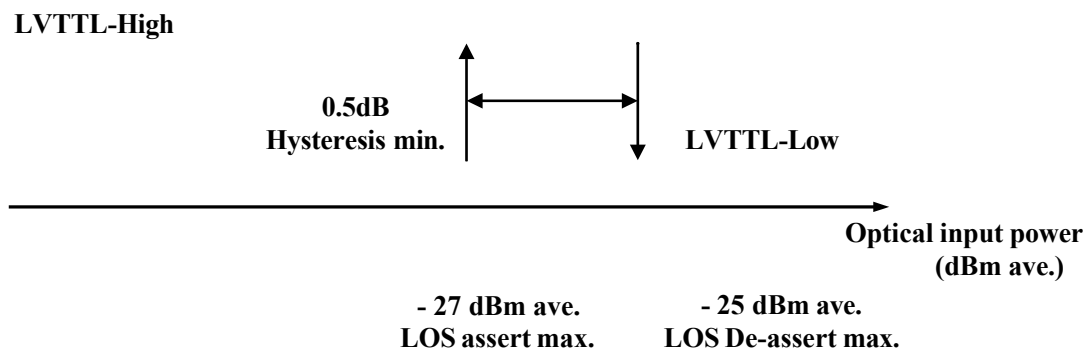 LVTTL-High
0.5dB
Hysteresis min.
LVTTL-Low
Optical input power
(dBm ave.)
- 27 dBm ave.
LOS assert max.
- 25 dBm ave.
LOS De-assert max.